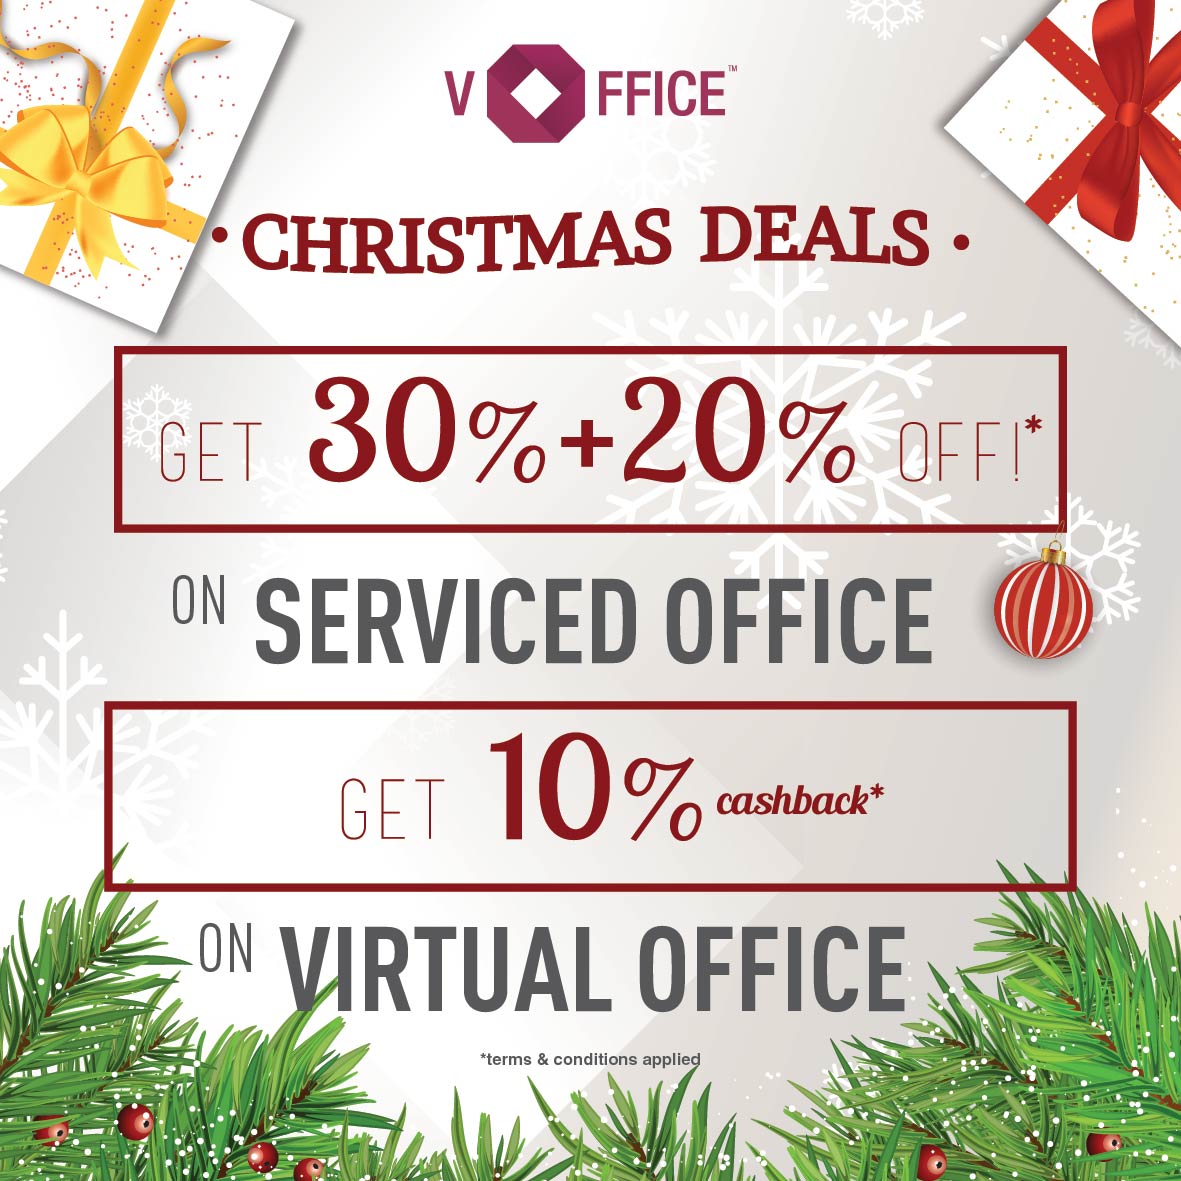 VOFFICE™
• CHRISTMAS DEALS •
GET 30%+20% OFF!*
ON SERVICED OFFICE
GET 10% cashback*
ON VIRTUAL OFFICE
*terms & conditions applied